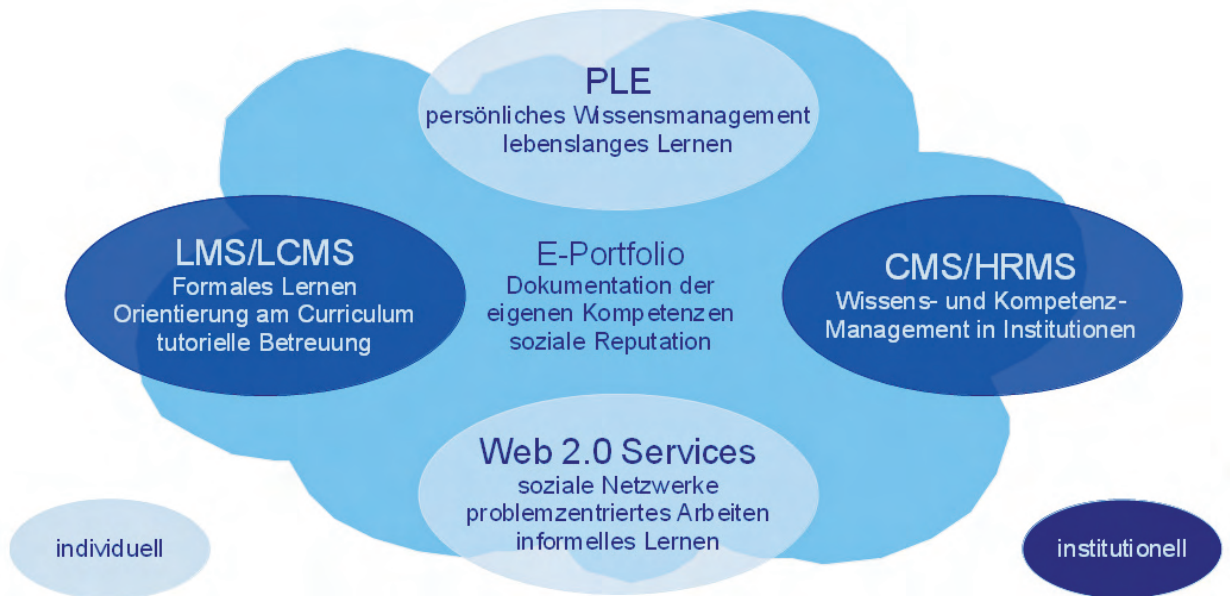 PLE
persönliches Wissensmanagement
lebenslanges Lernen
LMS/LCMS
Formales Lernen
Orientierung am Curriculum
tutorielle Betreuung
E-Portfolio
Dokumentation der
eigenen Kompetenzen
soziale Reputation
CMS/HRMS
Wissens- und Kompetenz-
Management in Institutionen
Web 2.0 Services
soziale Netzwerke
problemzentriertes Arbeiten
informelles Lernen
individuell
institutionell